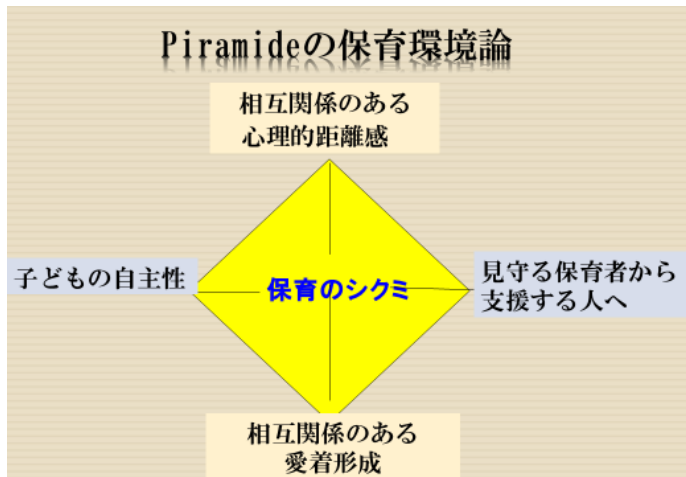 Piramideの保育環境論
相互関係のある
心理的距離感
子どもの自主性
保育のシクミ
見守る保育者から
支援する人へ
相互関係のある
愛着形成